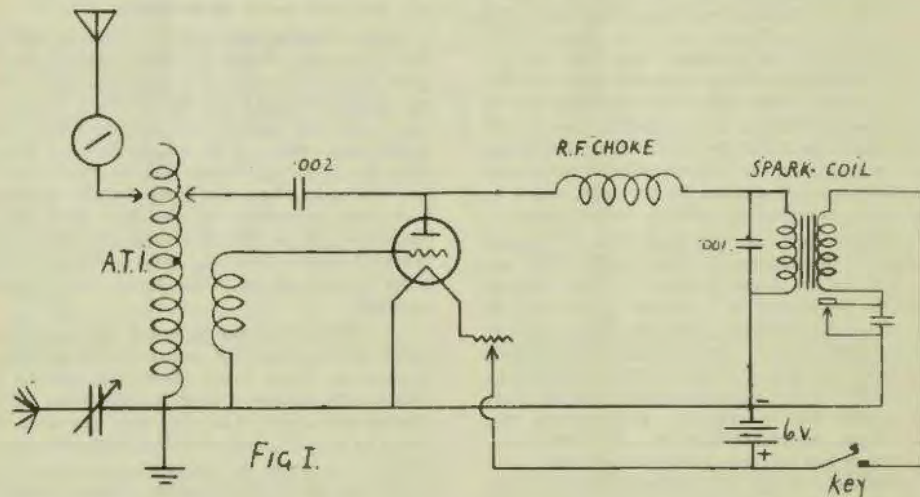 .002
R.F. CHOKE
SPARK-COIL
A.T.I.
.001
-
6.V.
+
Key
FIG I.